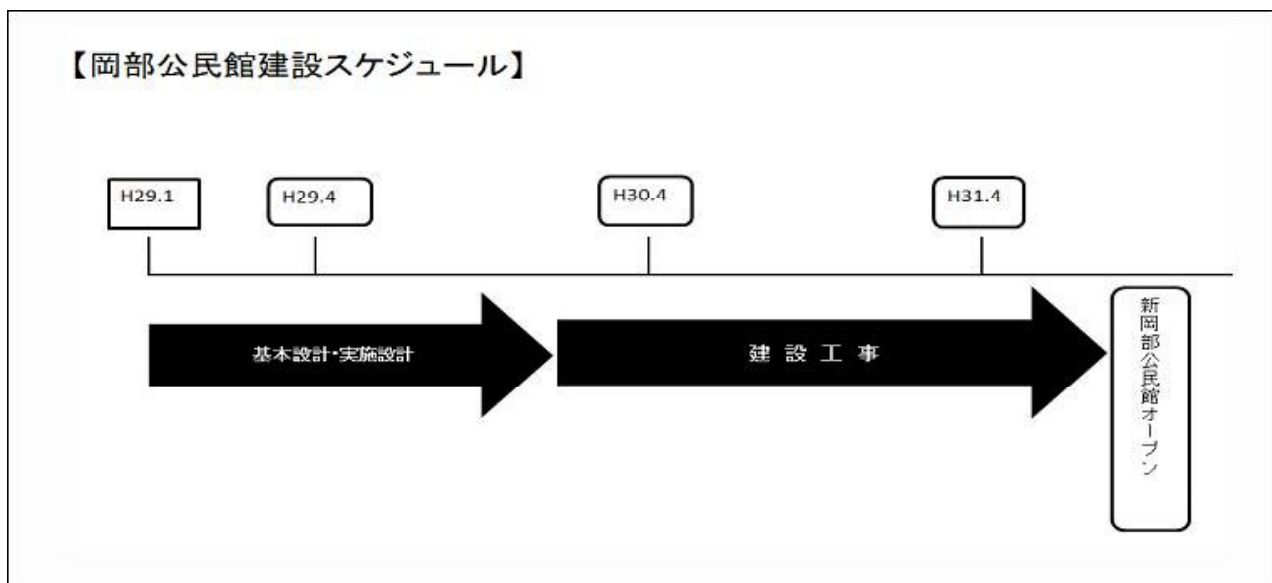 【岡部公民館建設スケジュール】
H29.1
H29.4
H30.4
H31.4
基本設計・実施設計
建設工事
新岡部公民館オープン